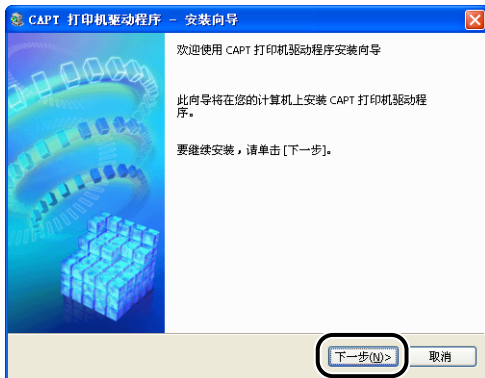 CAPT 打印机驱动程序 - 安装向导
欢迎使用 CAPT 打印机驱动程序安装向导
此向导将在您的计算机上安装 CAPT 打印机驱动程
序。
要继续安装，请单击 [下一步]。
下一步(N)> 取消